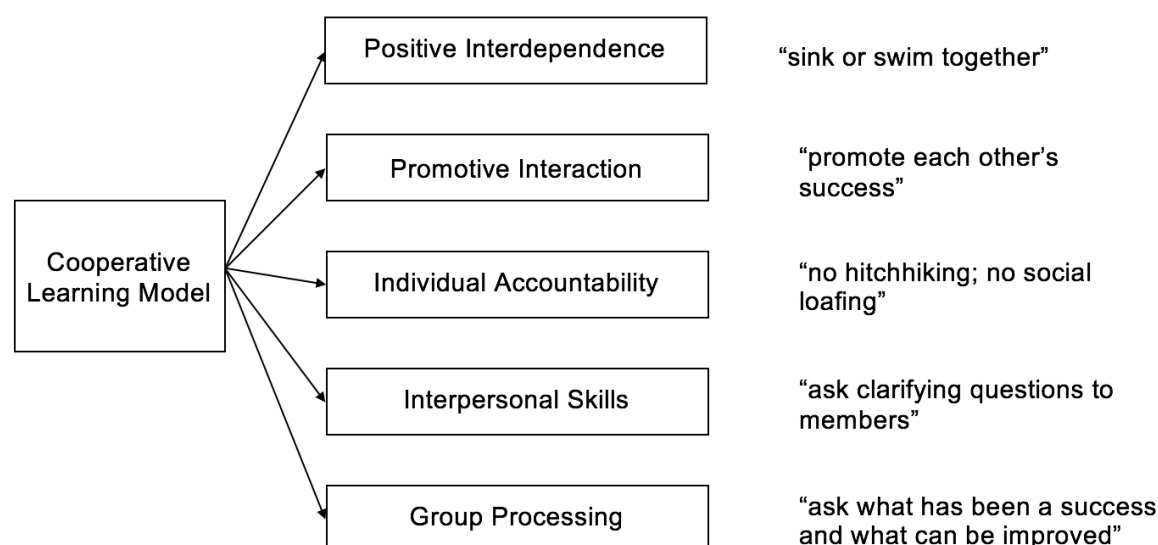 Positive Interdependence
“sink or swim together”
Promotive Interaction
“promote each other’s
success”
Cooperative
Learning Model
Individual Accountability
“no hitchhiking; no social
loafing”
Interpersonal Skills
“ask clarifying questions to
members”
Group Processing
“ask what has been a success
and what can be improved”